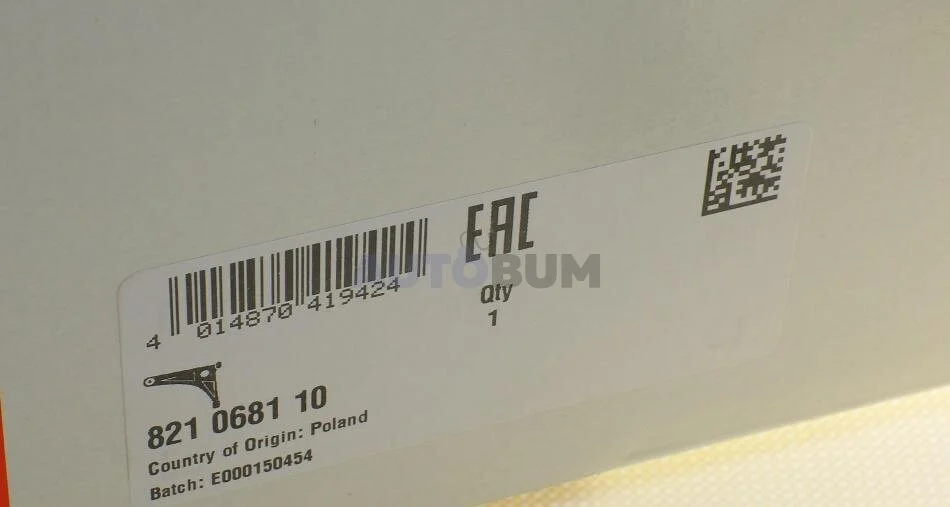 EAC
4 014870 419424
AUTOBUM
Qty
1
821 0681 10
Country of Origin: Poland
Batch: E000150454